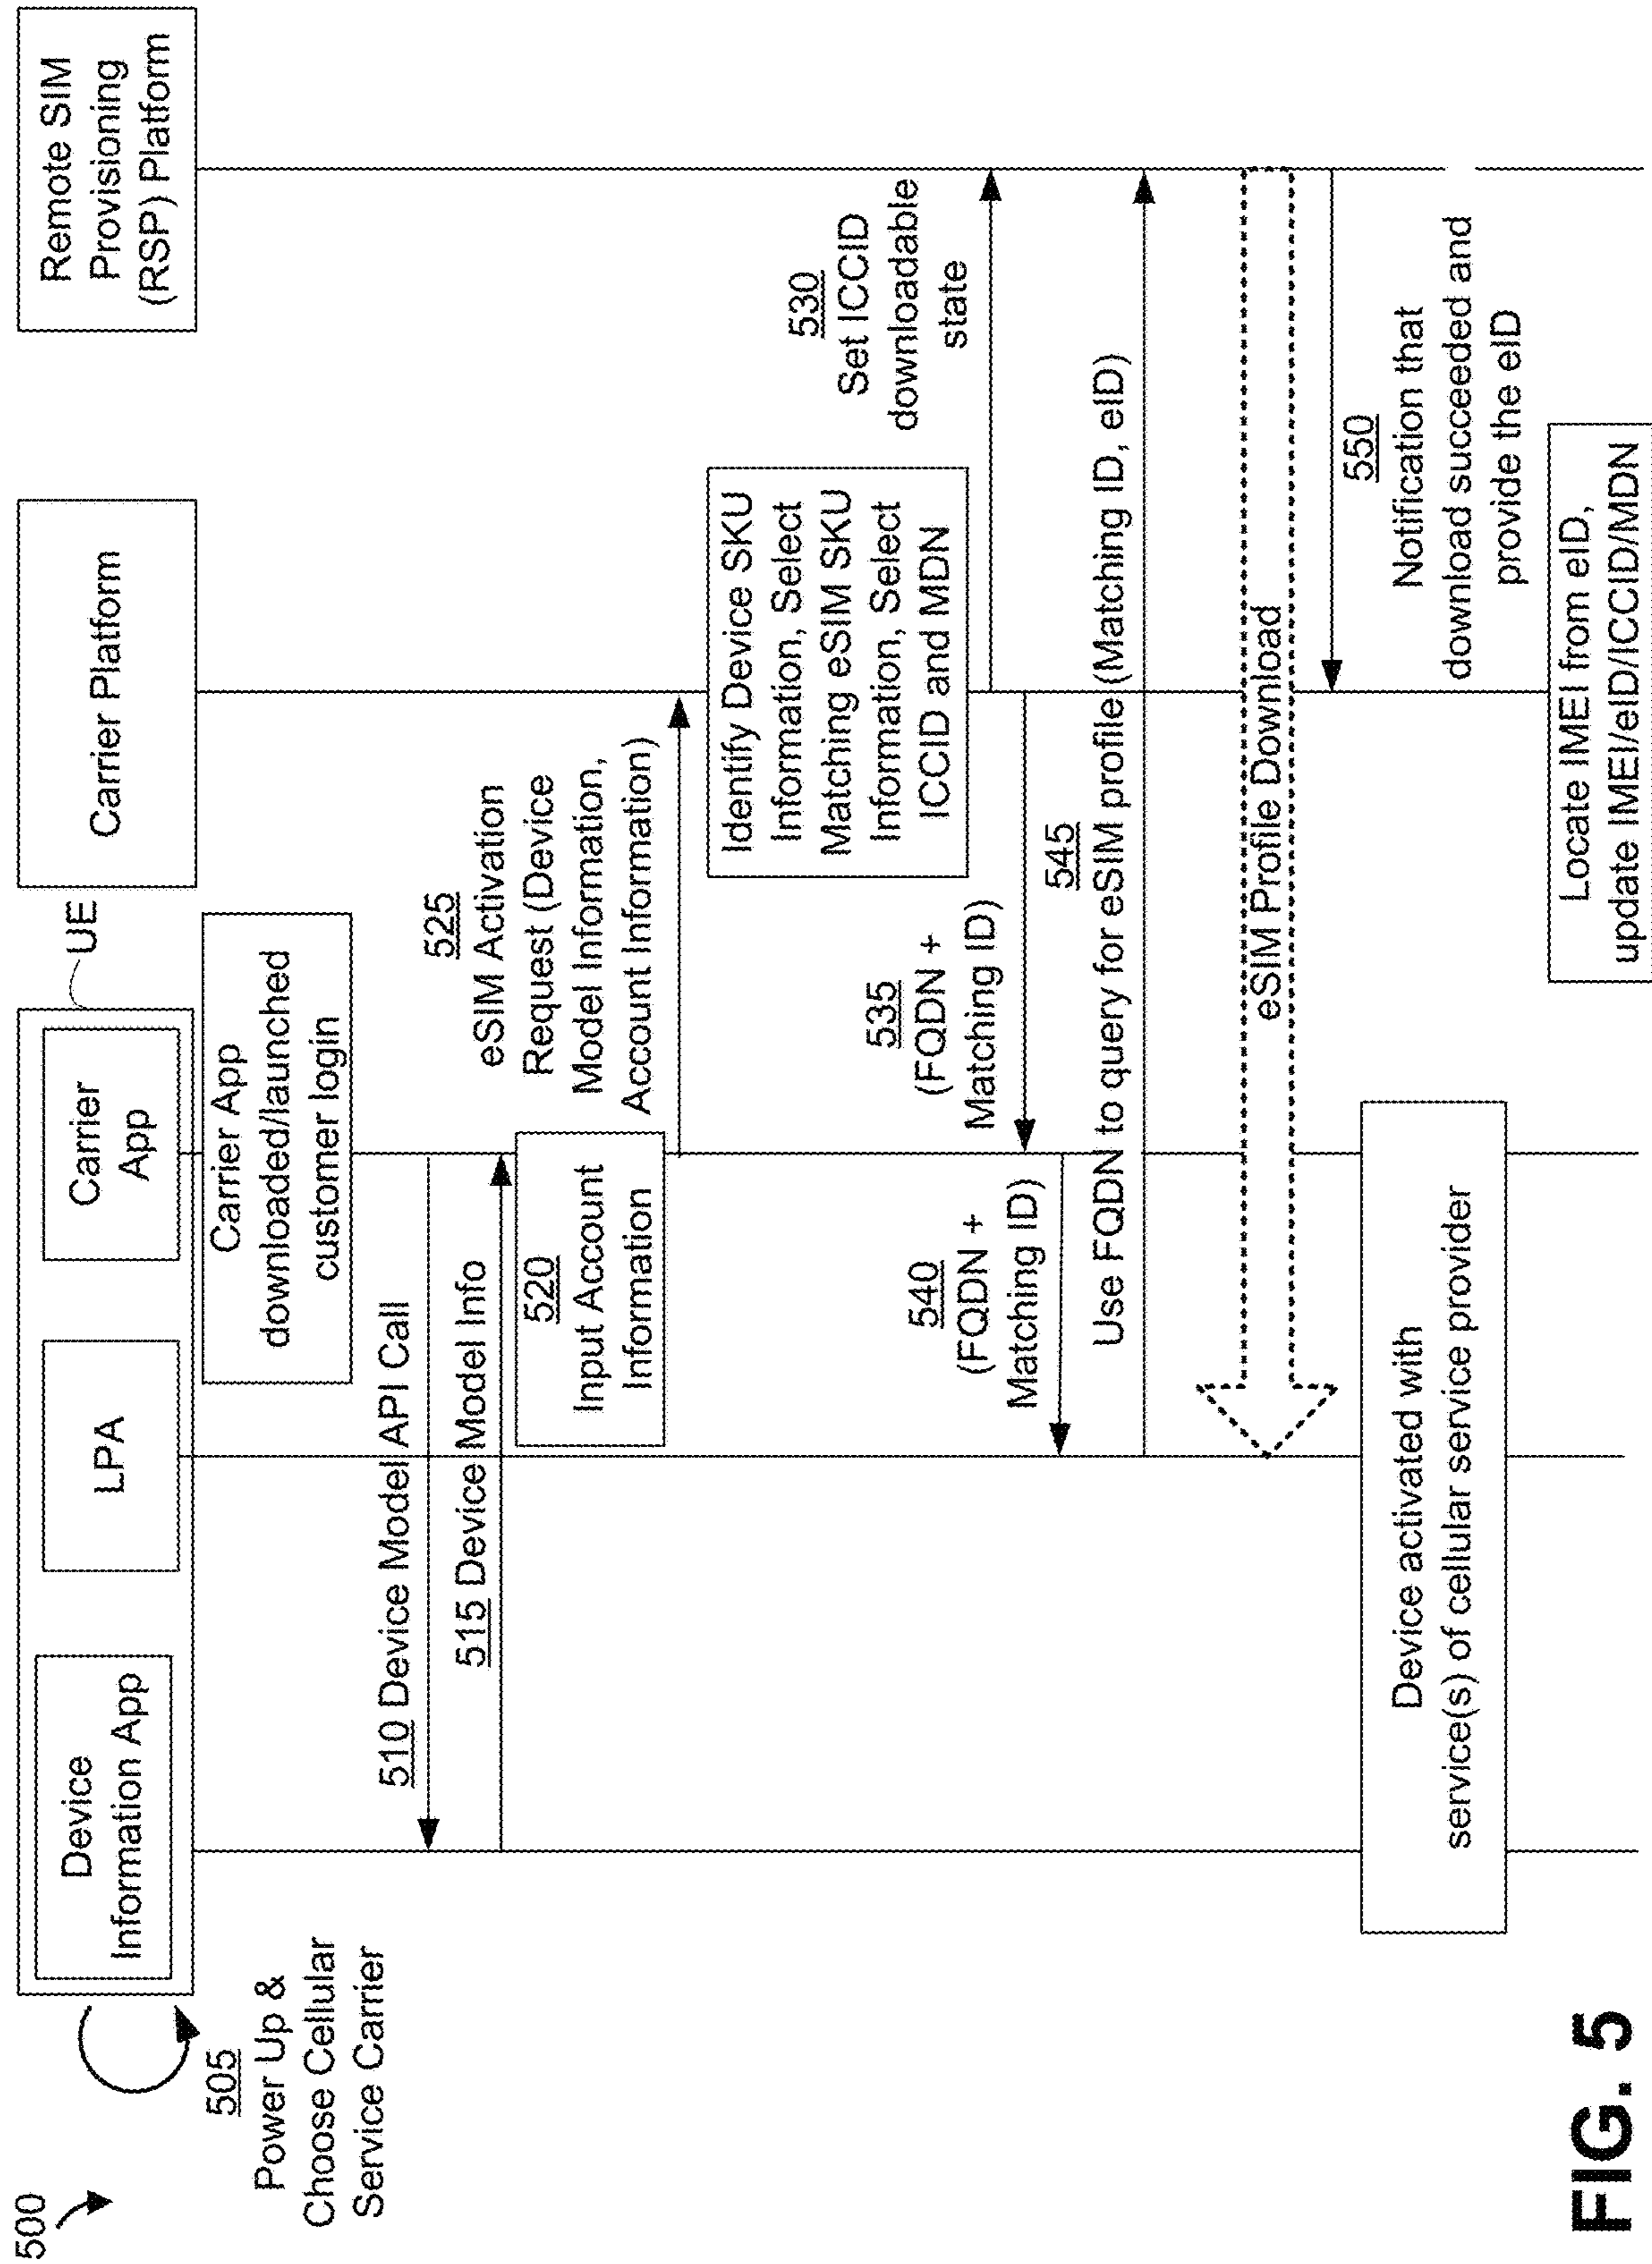 500
505
Power Up &
Choose Cellular
Service Carrier
UE
Device
Information App
LPA
Carrier
App
Carrier Platform
Remote SIM
Provisioning
(RSP) Platform
Carrier App
downloaded/launched
customer login
510 Device Model API Call
515 Device Model Info
520
Input Account
Information
525
eSIM Activation
Request (Device
Model Information,
Account Information)
Identify Device SKU
Information, Select
Matching eSIM SKU
Information, Select
ICCID and MDN
530
Set ICCID
downloadable
state
535
(FQDN +
Matching ID)
540
(FQDN +
Matching ID)
545
Use FQDN to query for eSIM profile (Matching ID, eID)
eSIM Profile Download
550
Notification that
download succeeded and
provide the eID
Device activated with
service(s) of cellular service provider
Locate IMEI from eID,
update IMEI/eID/ICCID/MDN
FIG. 5